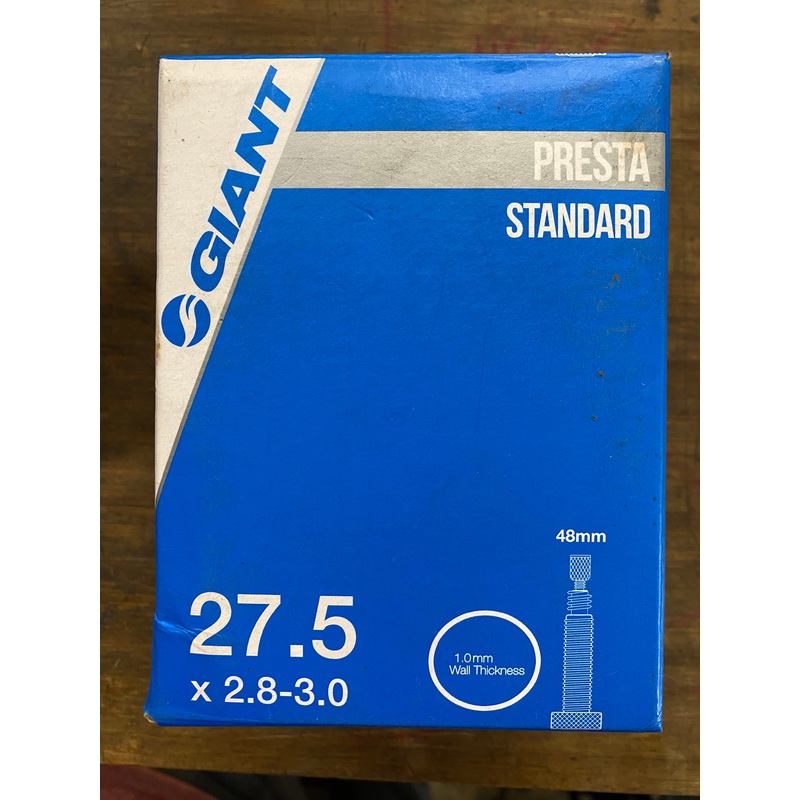 GIANT
PRESTA
STANDARD
48mm
27.5
x 2.8-3.0
1.0mm
Wall Thickness